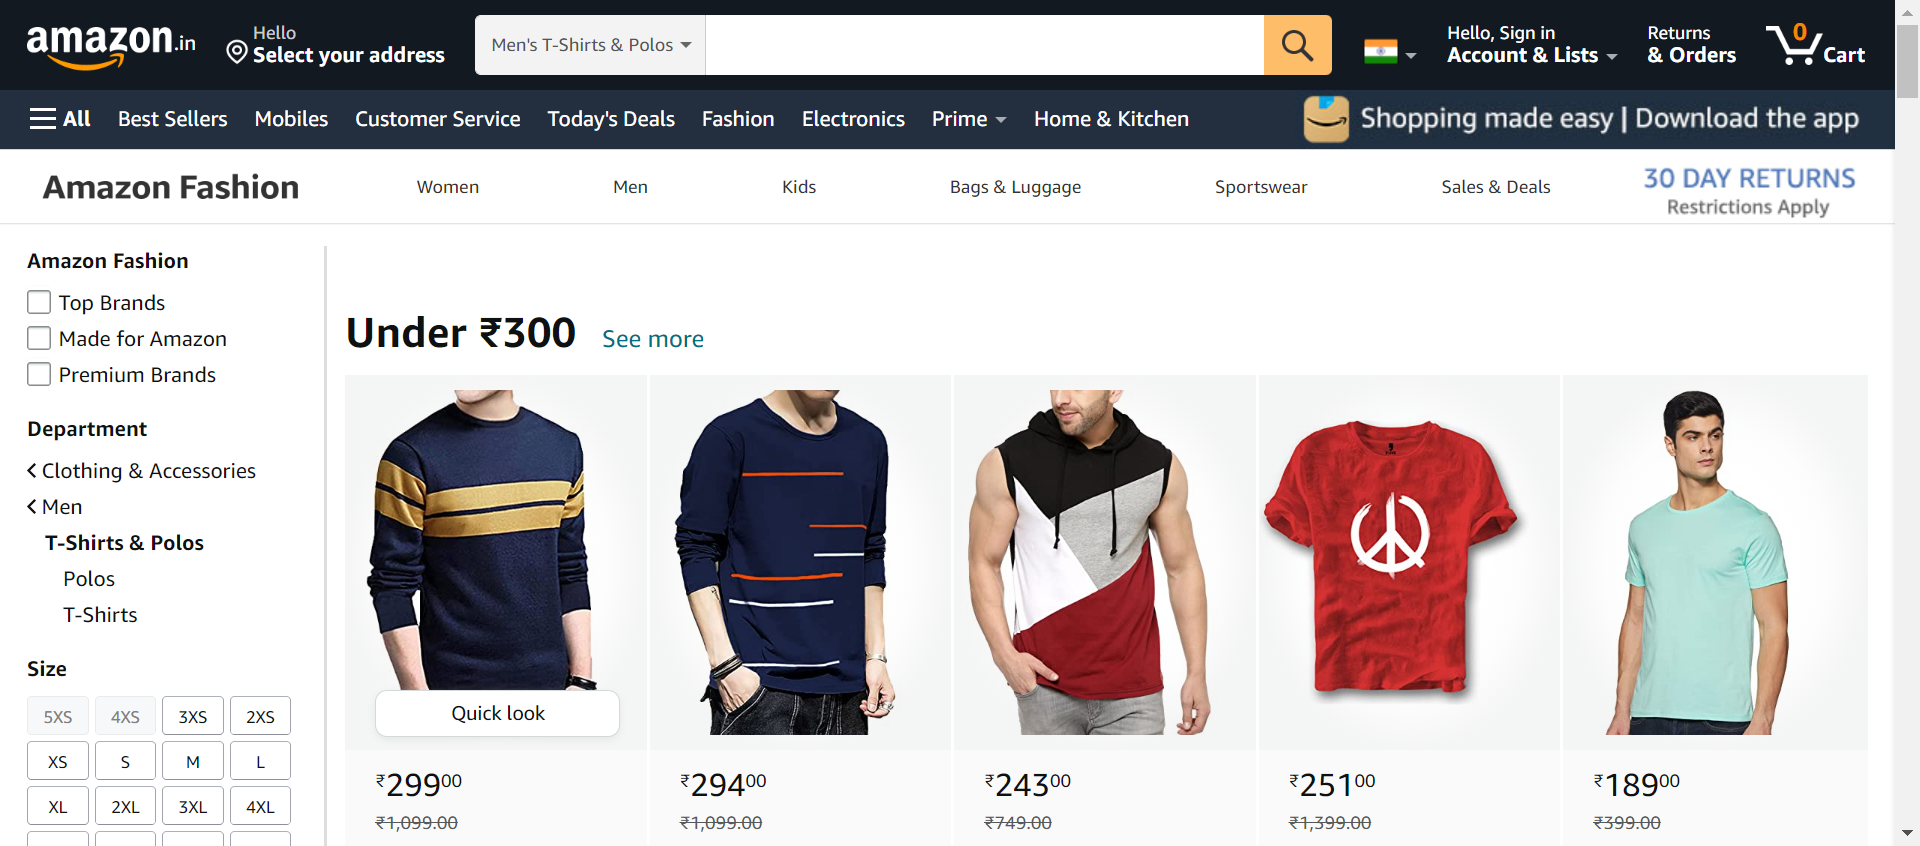 amazon.in
Hello
Select your address
Men's T-Shirts & Polos
Hello, Sign in
Account & Lists
Returns
& Orders
0
Cart
All
Best Sellers
Mobiles
Customer Service
Today's Deals
Fashion
Electronics
Prime
Home & Kitchen
Shopping made easy | Download the app
Amazon Fashion
Women
Men
Kids
Bags & Luggage
Sportswear
Sales & Deals
30 DAY RETURNS
Restrictions Apply
Amazon Fashion
Top Brands
Made for Amazon
Premium Brands
Department
Clothing & Accessories
Men
T-Shirts & Polos
Polos
T-Shirts
Size
5XS 4XS 3XS 2XS
XS S M L
XL 2XL 3XL 4XL
Under ₹300 See more
Quick look
₹29900
₹1,099.00
₹29400
₹1,099.00
₹24300
₹749.00
₹25100
₹1,399.00
₹18900
₹399.00